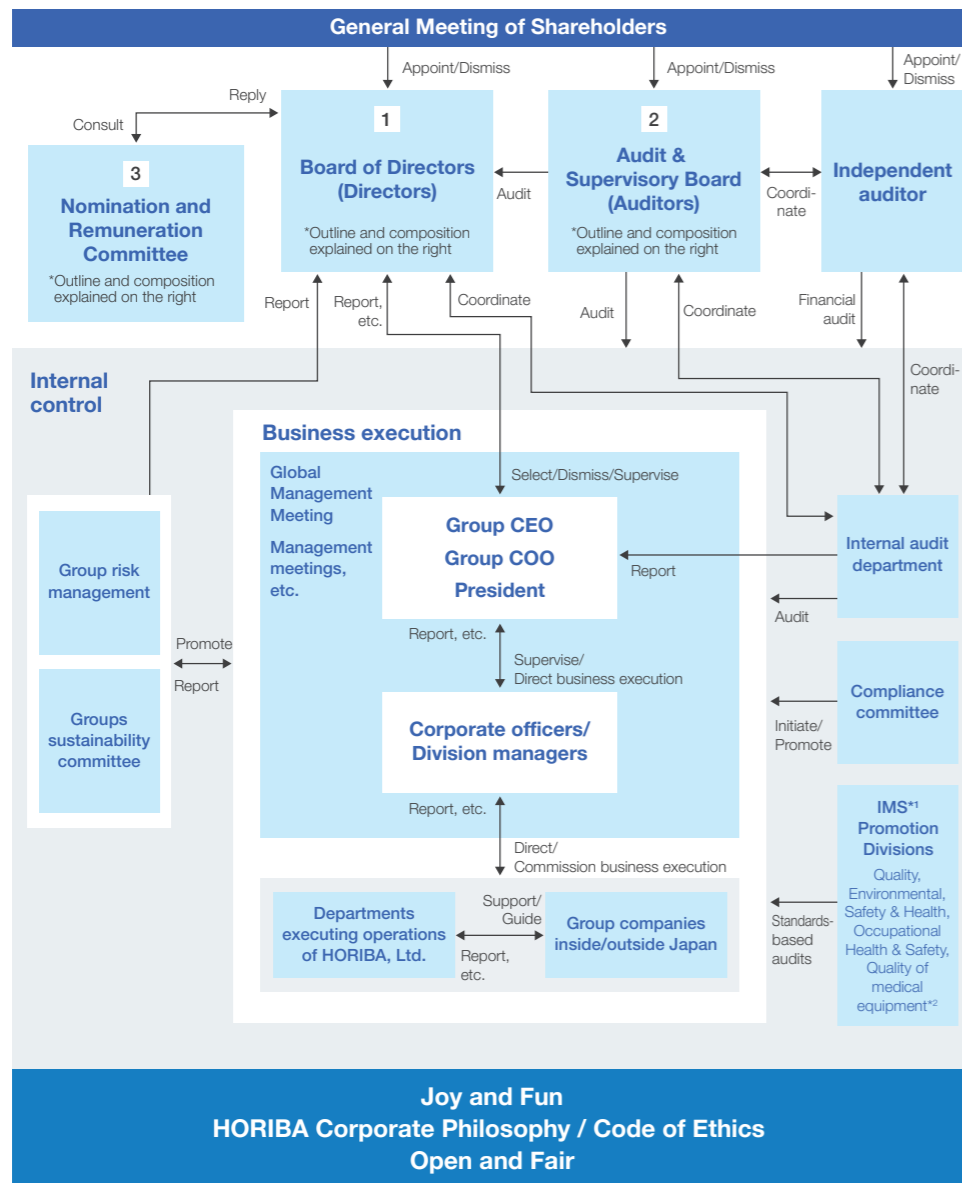 General Meeting of Shareholders
Appoint/Dismiss
Appoint/Dismiss
Appoint/
Dismiss
Reply
Consult
1
Board of Directors
(Directors)
*Outline and composition
explained on the right
Audit
2
Audit &
Supervisory Board
(Auditors)
*Outline and composition
explained on the right
Coordi-
nate
Independent
auditor
3
Nomination and
Remuneration
Committee
*Outline and composition
explained on the right
Report
Report,
etc.
Coordinate
Audit
Coordinate
Financial
audit
Coordi-
nate
Internal
control
Business execution
Global
Management
Meeting
Management
meetings,
etc.
Select/Dismiss/Supervise
Group CEO
Group COO
President
Report
Internal audit
department
Audit
Group risk
management
Promote
Report
Groups
sustainability
committee
Report, etc.
Supervise/
Direct business execution
Corporate officers/
Division managers
Compliance
committee
Initiate/
Promote
Report, etc.
Direct/
Commission business execution
IMS*1
Promotion
Divisions
Quality,
Environmental,
Safety & Health,
Occupational
Health & Safety,
Quality of
medical
equipment*2
Standards-
based
audits
Departments
executing operations
of HORIBA, Ltd.
Support/
Guide
Report,
etc.
Group companies
inside/outside Japan
Joy and Fun
HORIBA Corporate Philosophy / Code of Ethics
Open and Fair